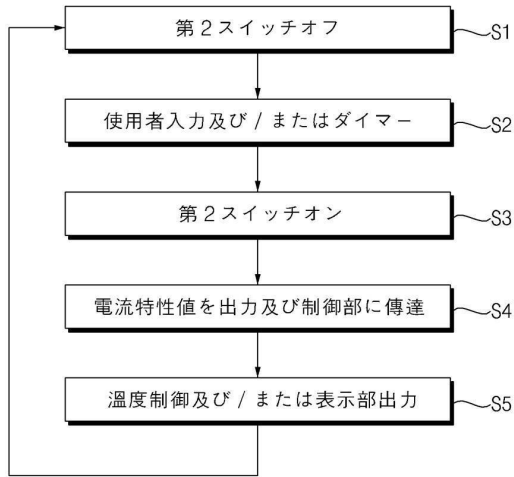 第2スイッチオフ
S1
使用者入力及び / またはダイマー
S2
第2スイッチオン
S3
電流特性値を出力及び制御部に傳達
S4
溫度制御及び / または表示部出力
S5